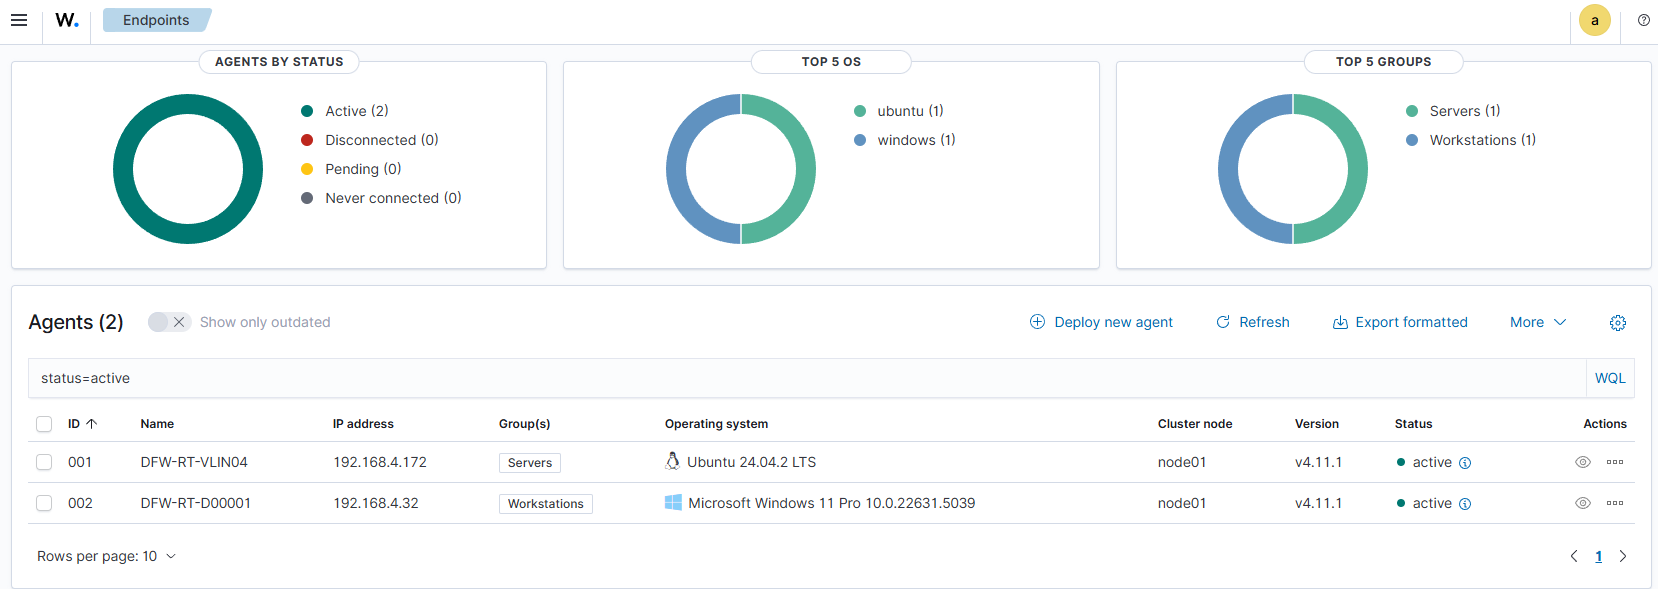 W. Endpoints a
AGENTS BY STATUS
Active (2)
Disconnected (0)
Pending (0)
Never connected (0)
TOP 5 OS
ubuntu (1)
windows (1)
TOP 5 GROUPS
Servers (1)
Workstations (1)
Agents (2) Show only outdated Deploy new agent Refresh Export formatted More
status=active WQL
ID Name IP address Group(s) Operating system Cluster node Version Status Actions
001 DFW-RT-VLIN04 192.168.4.172 Servers Ubuntu 24.04.2 LTS node01 v4.11.1 active
002 DFW-RT-D00001 192.168.4.32 Workstations Microsoft Windows 11 Pro 10.0.22631.5039 node01 v4.11.1 active
Rows per page: 10 1